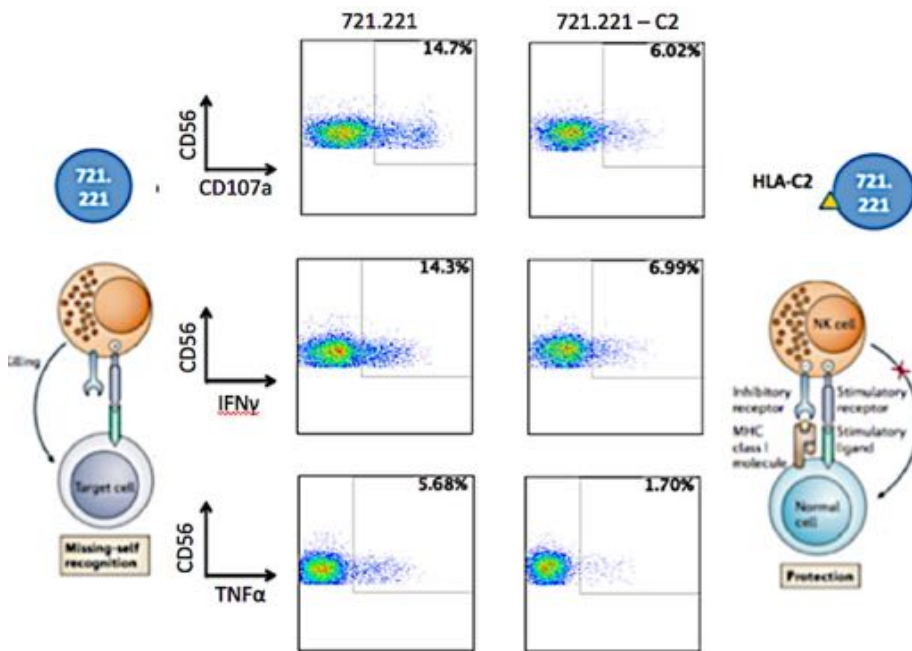 721.221
721.221 – C2
14.7%
6.02%
CD56
CD107a
721.
221
HLA-C2
721.
221
14.3%
6.99%
CD56
IFNγ
Target cell
Missing-self
recognition
NK cell
Inhibitory
receptor
Stimulatory
receptor
MHC
class I
molecule
Stimulatory
ligand
Normal
cell
Protection
5.68%
1.70%
CD56
TNFα